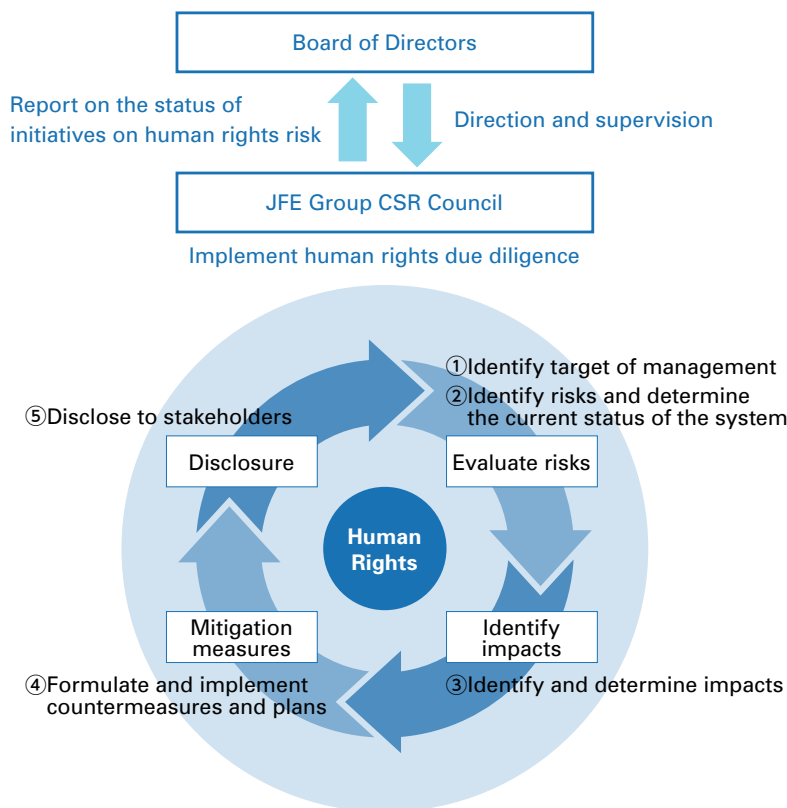 Board of Directors
Report on the status of
initiatives on human rights risk
Direction and supervision
JFE Group CSR Council
Implement human rights due diligence
①Identify target of management
②Identify risks and determine
the current status of the system
⑤Disclose to stakeholders
Disclosure
Evaluate risks
Human
Rights
Mitigation
measures
Identify
impacts
④Formulate and implement
countermeasures and plans
③Identify and determine impacts